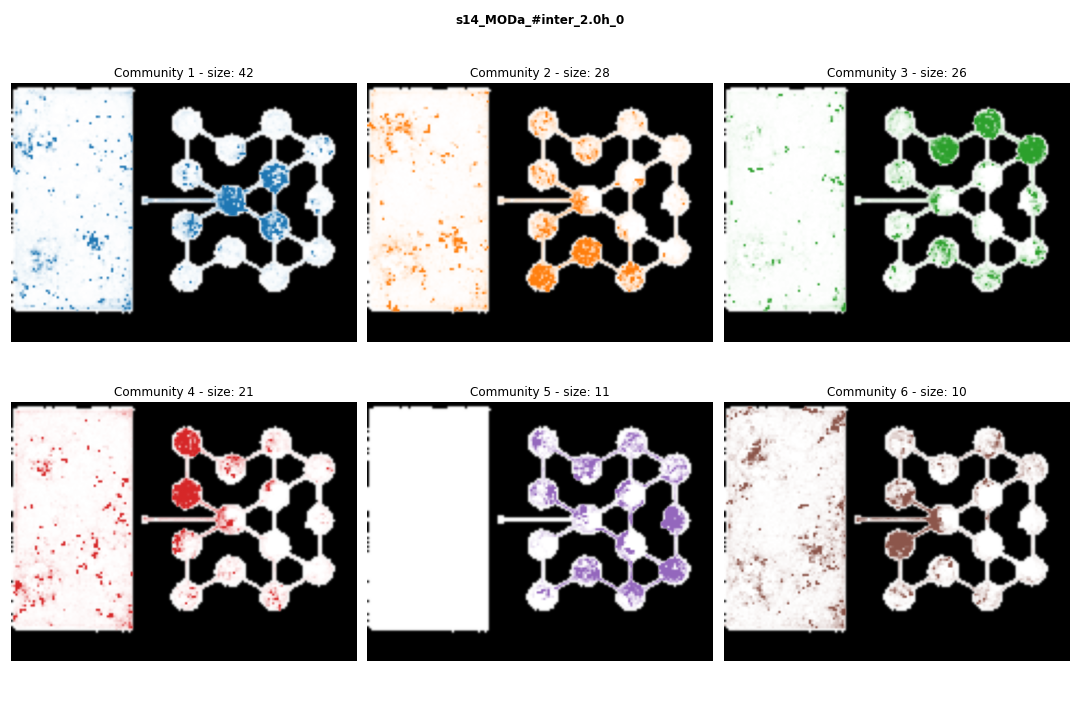 s14_MODa_#inter_2.0h_0
Community 1 - size: 42
Community 2 - size: 28
Community 3 - size: 26
Community 4 - size: 21
Community 5 - size: 11
Community 6 - size: 10